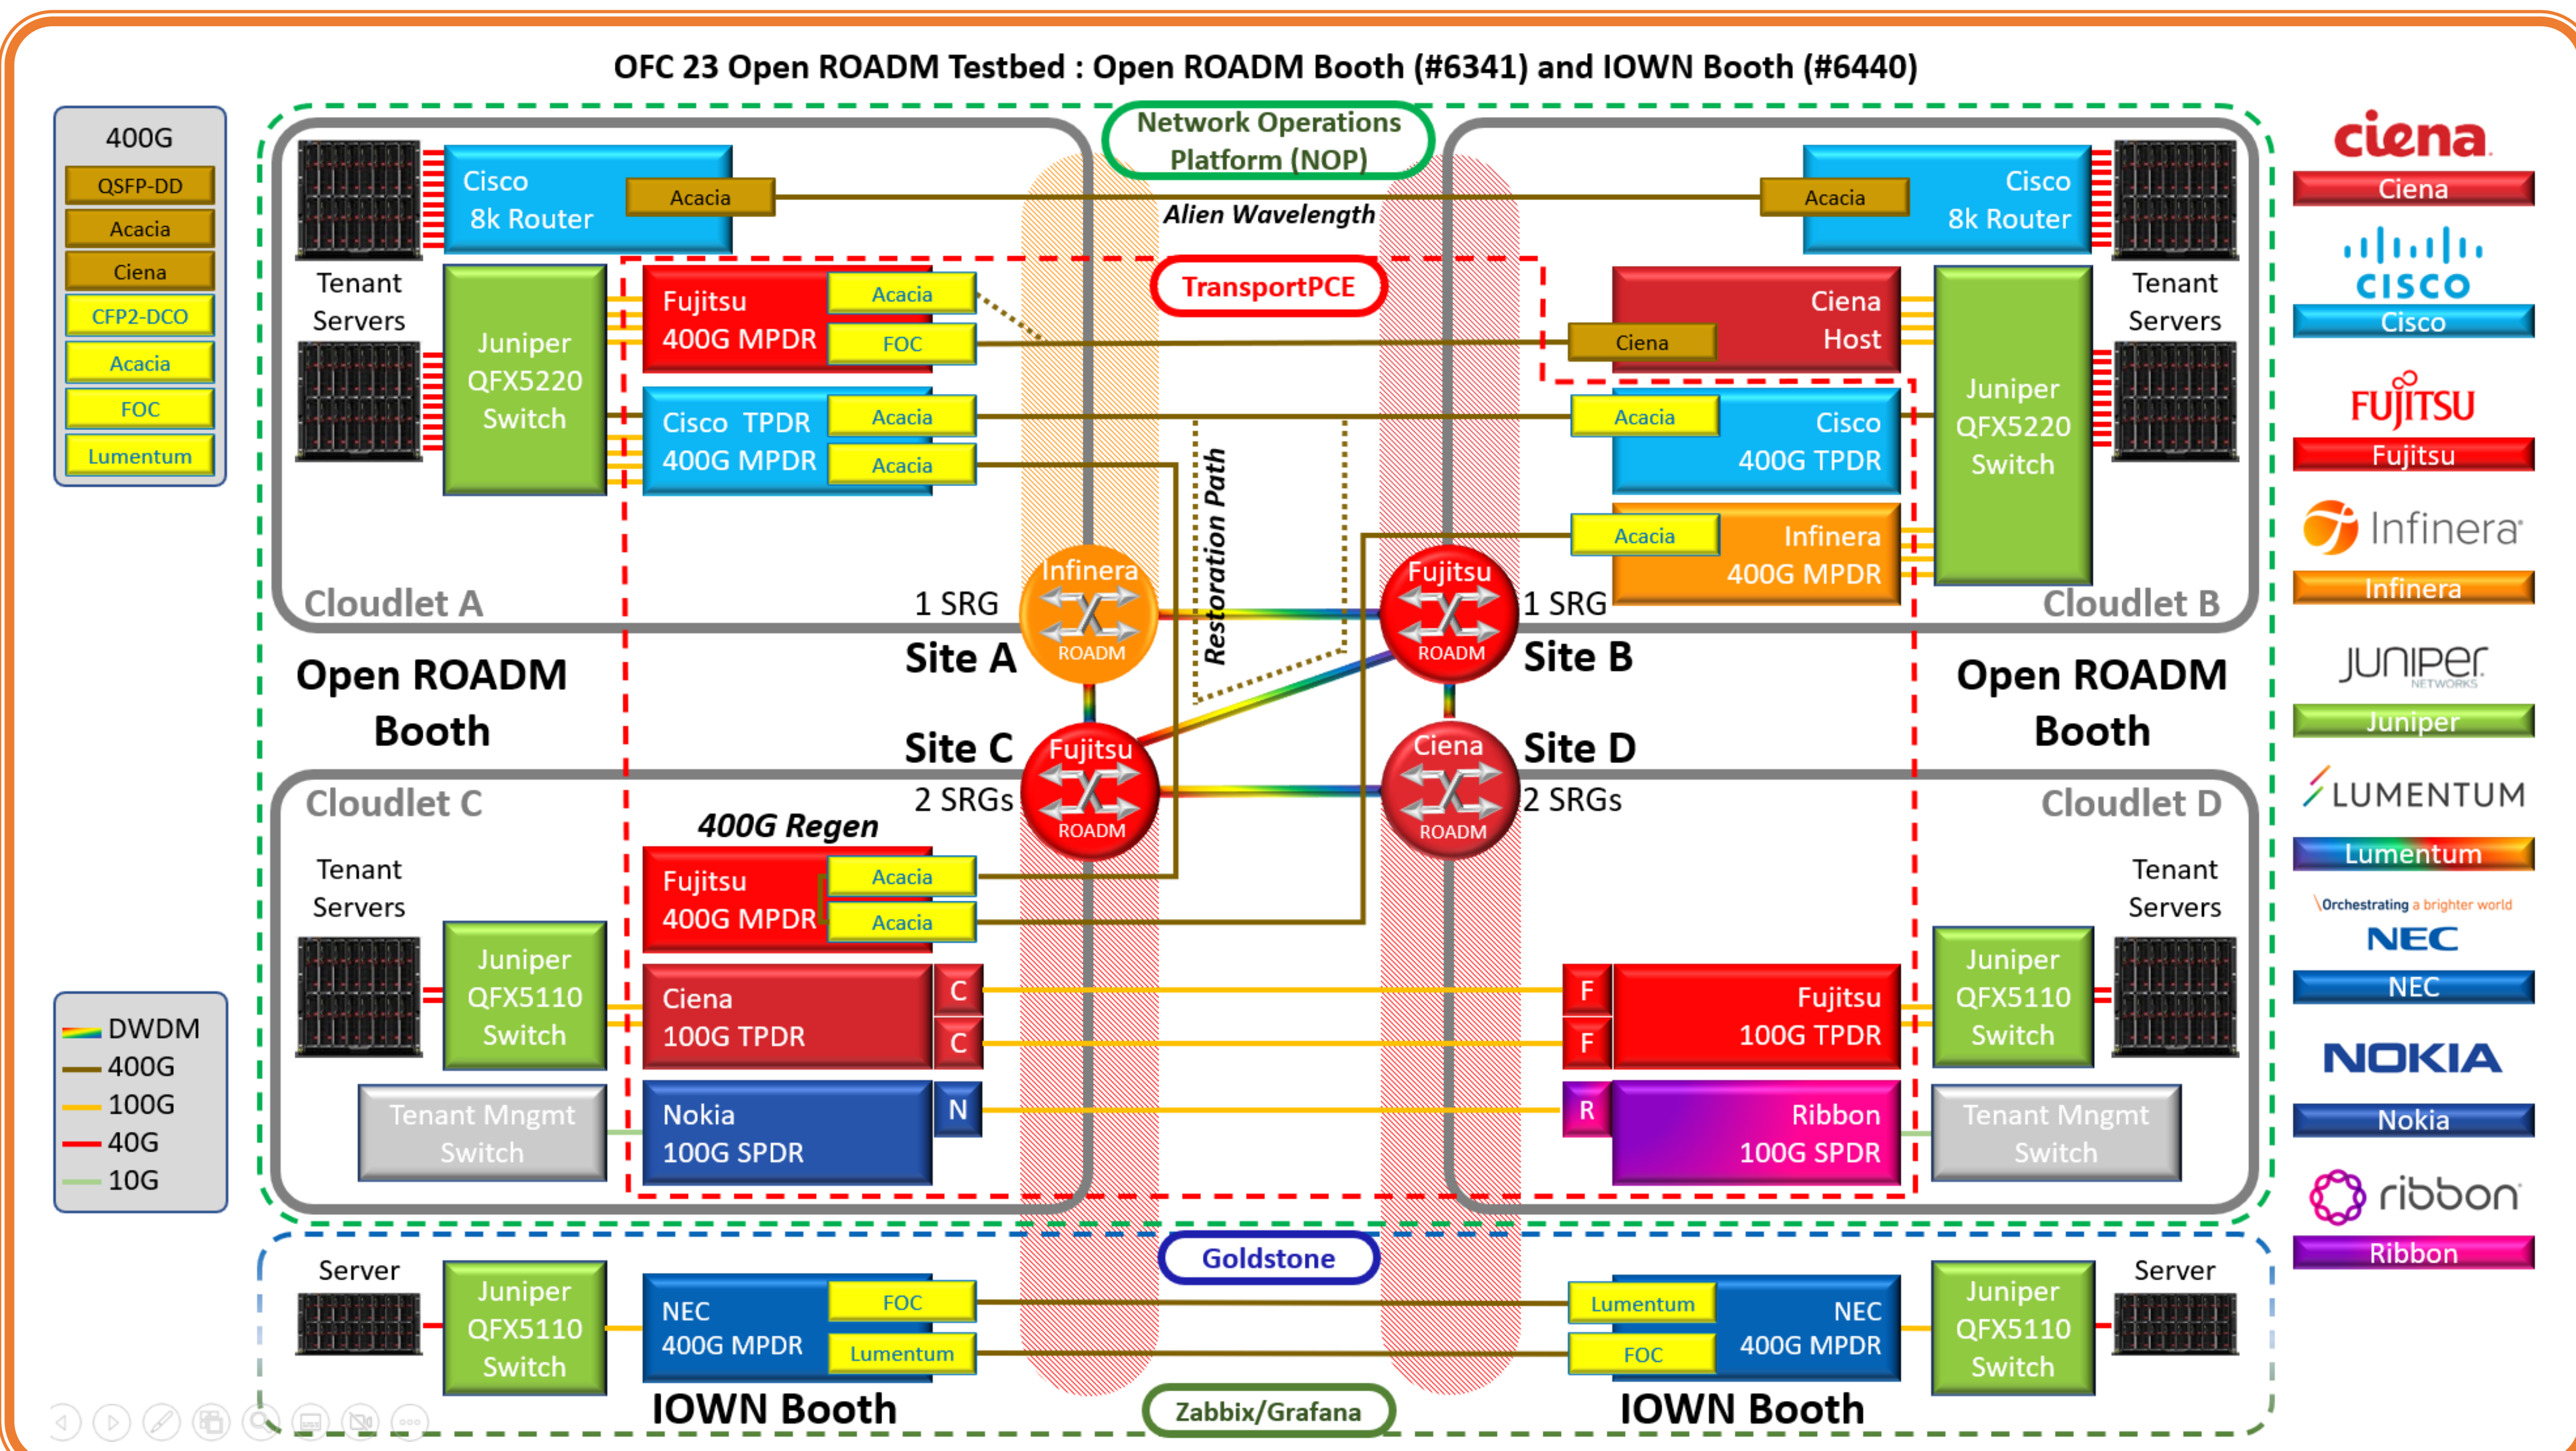 OFC 23 Open ROADM Testbed : Open ROADM Booth (#6341) and IOWN Booth (#6440)
400G
QSFP-DD
Acacia
Ciena
CFP2-DCO
Acacia
FOC
Lumentum
DWDM
400G
100G
40G
10G
Network Operations
Platform (NOP)
Alien Wavelength
TransportPCE
Cisco
8k Router
Acacia
Tenant
Servers
Juniper
QFX5220
Switch
Fujitsu
400G MPDR
Acacia
FOC
Cisco TPDR
400G MPDR
Acacia
Acacia
Cloudlet A
Open ROADM
Booth
1 SRG
Site A
Infinera
ROADM
Restoration Path
Acacia
Cisco
8k Router
Tenant
Servers
Ciena
Ciena
Host
Acacia
Cisco
400G TPDR
Acacia
Infinera
400G MPDR
Juniper
QFX5220
Switch
Cloudlet B
Fujitsu
ROADM
1 SRG
Site B
Open ROADM
Booth
Site C
2 SRGs
Fujitsu
ROADM
Cloudlet C
400G Regen
Tenant
Servers
Fujitsu
400G MPDR
Acacia
Acacia
Juniper
QFX5110
Switch
Ciena
100G TPDR
C
C
Tenant Mngmt
Switch
Nokia
100G SPDR
N
Ciena
ROADM
Site D
2 SRGs
Cloudlet D
Tenant
Servers
F
F
Fujitsu
100G TPDR
Juniper
QFX5110
Switch
R
Ribbon
100G SPDR
Tenant Mngmt
Switch
Goldstone
Server
Juniper
QFX5110
Switch
NEC
400G MPDR
FOC
Lumentum
IOWN Booth
Zabbix/Grafana
Lumentum
FOC
NEC
400G MPDR
Juniper
QFX5110
Switch
Server
IOWN Booth
ciena
Ciena
CISCO
Cisco
FUJITSU
Fujitsu
Infinera
Infinera
JUNIPER
NETWORKS
Juniper
LUMENTUM
Lumentum
\Orchestrating a brighter world
NEC
NEC
NOKIA
Nokia
ribbon
Ribbon